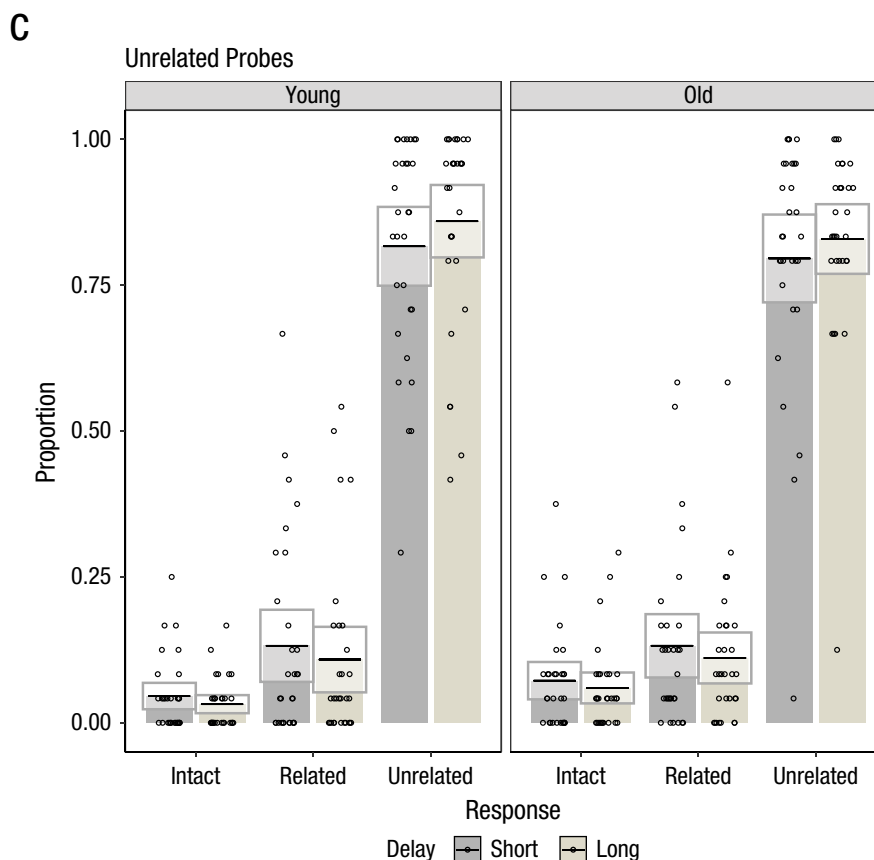 C
Unrelated Probes
Young Old
1.00
0.75
0.50
0.25
0.00
Proportion
Intact Related Unrelated Intact Related Unrelated
Response
Delay Short Long